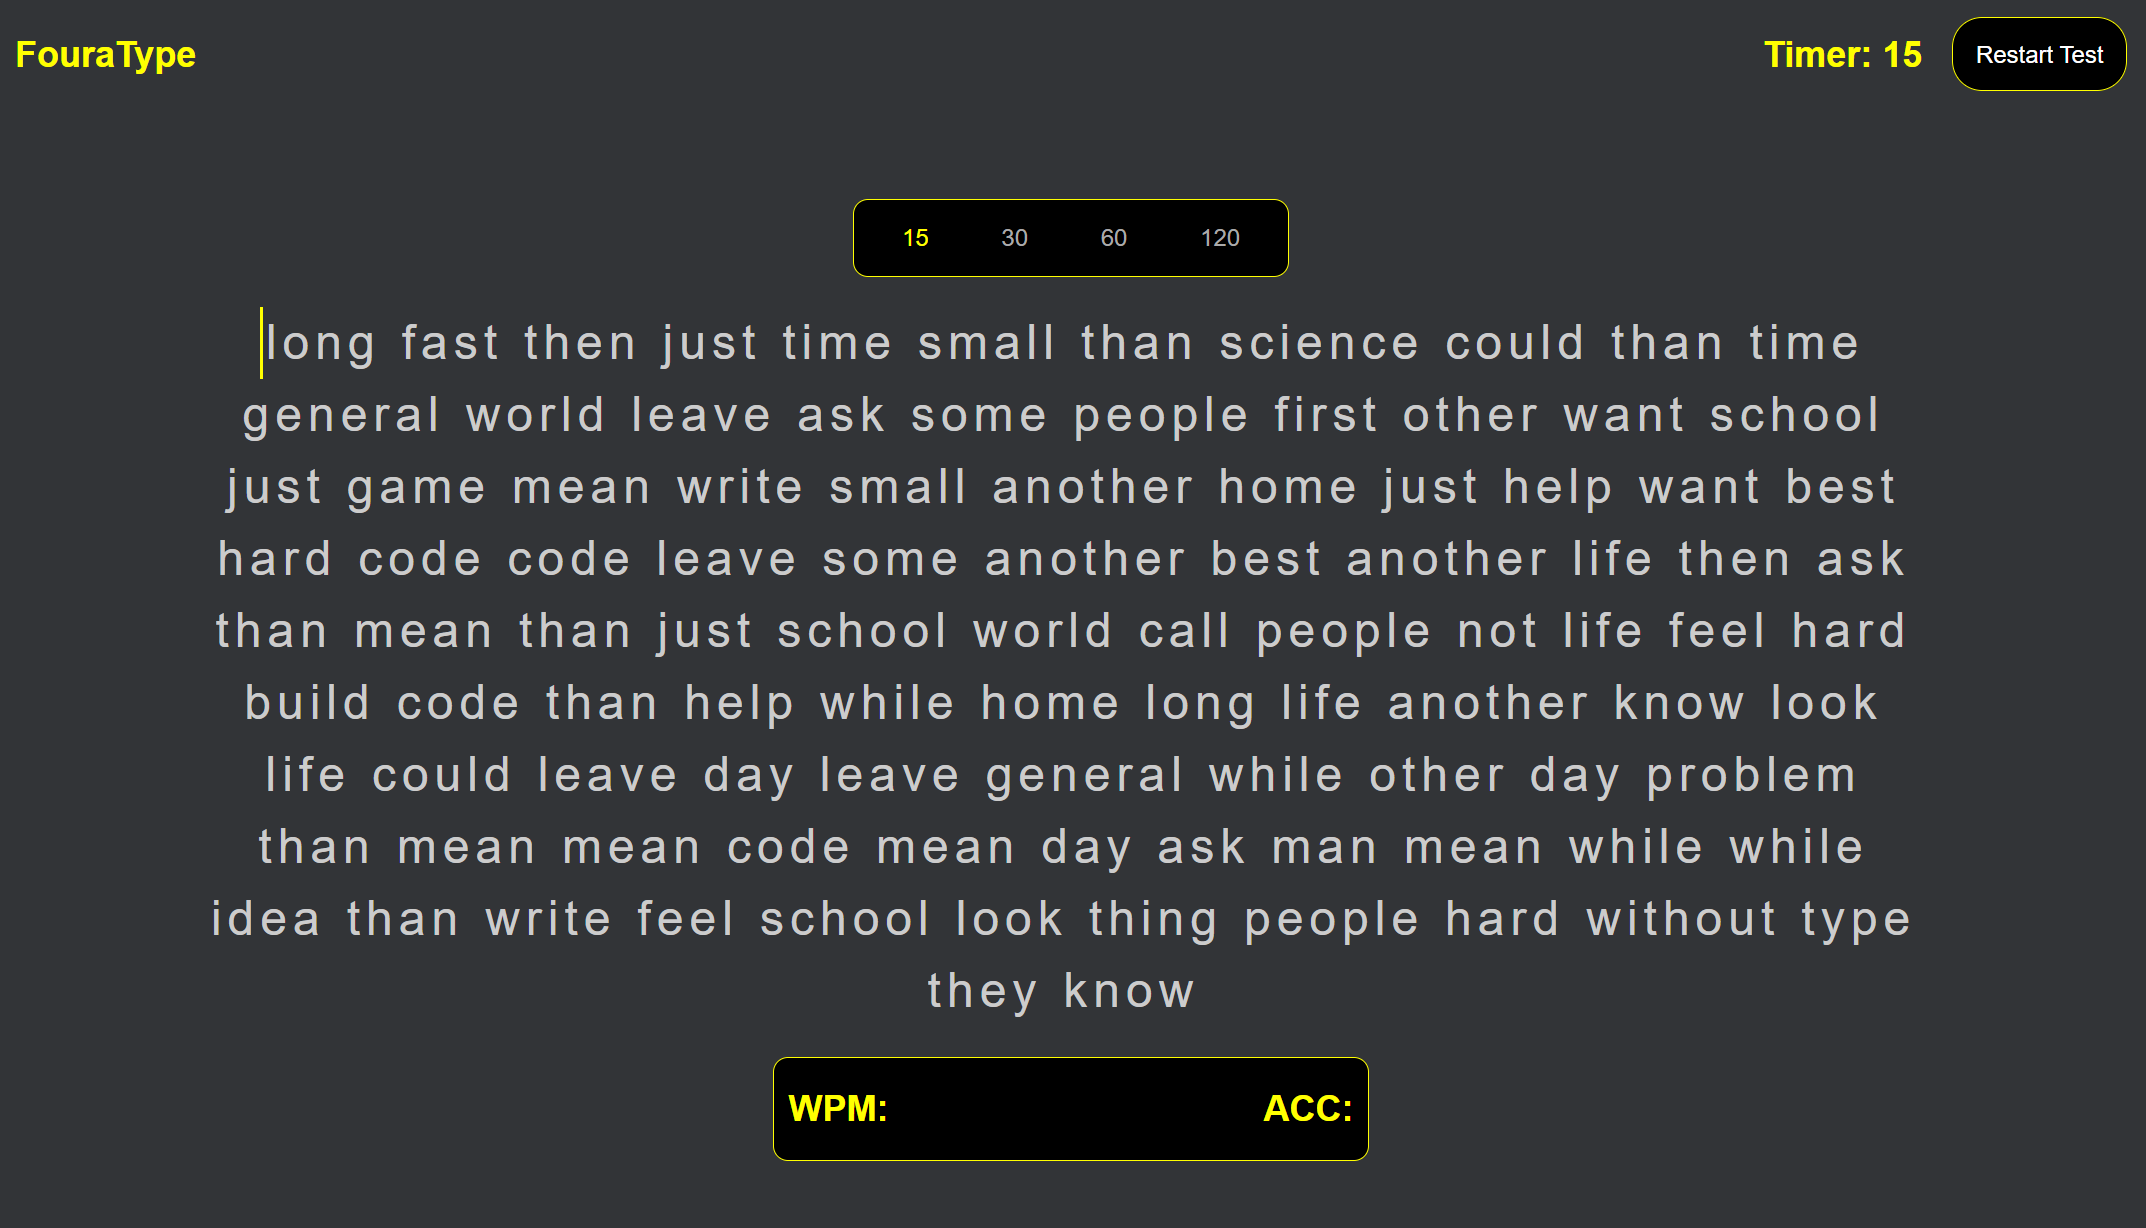 FouraType
Timer: 15
Restart Test
15 30 60 120
long fast then just time small than science could than time
general world leave ask some people first other want school
just game mean write small another home just help want best
hard code code leave some another best another life then ask
than mean than just school world call people not life feel hard
build code than help while home long life another know look
life could leave day leave general while other day problem
than mean mean code mean day ask man mean while while
idea than write feel school look thing people hard without type
they know
WPM: ACC: